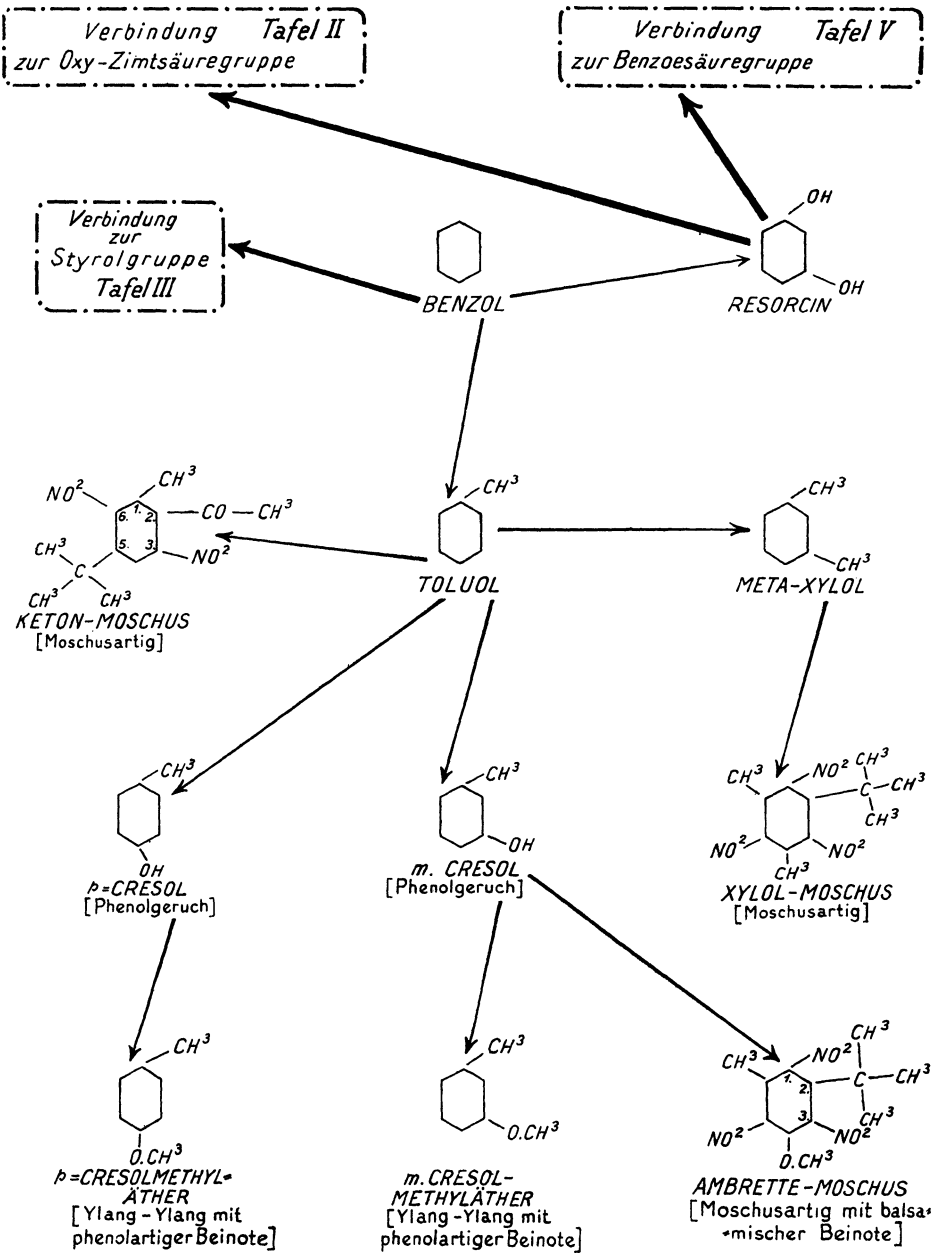 Verbindung Tafel II
zur Oxy-Zimtsäuregruppe
Verbindung Tafel V
zur Benzoesäuregruppe
Verbindung
zur
Styrolgruppe
Tafel III
BENZOL
OH
OH
RESORCIN
NO²
CH³
CO — CH³
6. 1. 2.
5. 3.
NO²
CH³
C
CH³ CH³
KETON-MOSCHUS
[Moschusartig]
CH³
TOLUOL
CH³
CH³
META-XYLOL
CH³
OH
p=CRESOL
[Phenolgeruch]
CH³
OH
m. CRESOL
[Phenolgeruch]
CH³ NO² CH³
C CH³
CH³
NO² NO²
CH³
XYLOL-MOSCHUS
[Moschusartig]
CH³
O.CH³
p=CRESOLMETHYL=
ÄTHER
[Ylang-Ylang mit
phenolartiger Beinote]
CH³
O.CH³
m. CRESOL-
METHYLÄTHER
[Ylang-Ylang mit
phenolartiger Beinote]
CH³ NO² CH³
1. 2. C CH³
3. CH³
NO² NO²
O.CH³
AMBRETTE-MOSCHUS
[Moschusartig mit balsa=
=mischer Beinote]